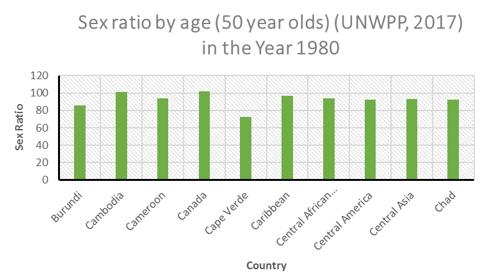 Sex ratio by age (50 year olds) (UNWPP, 2017)
in the Year 1980
120
100
80
60
40
20
0
Sex Ratio
Burundi
Cambodia
Cameroon
Canada
Cape Verde
Caribbean
Central African...
Central America
Central Asia
Chad
Country